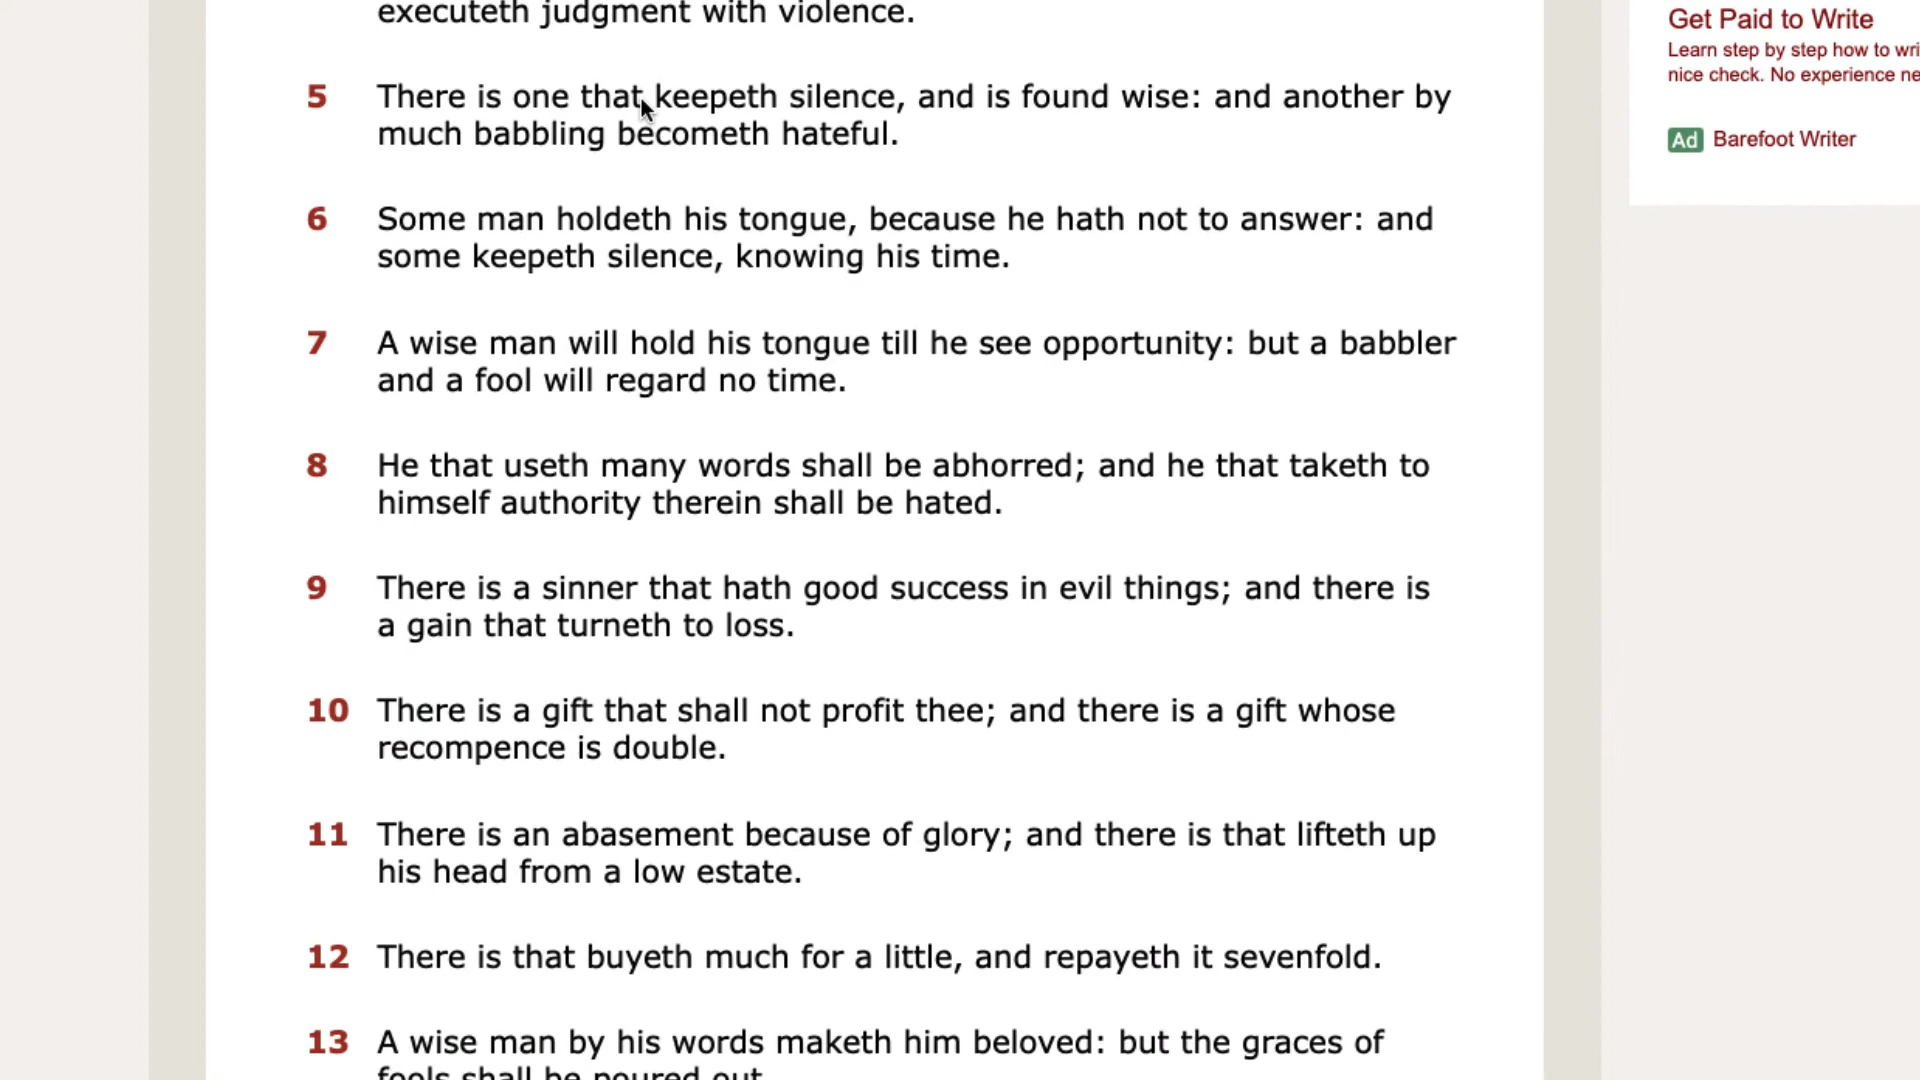 executeth judgment with violence.
5 There is one that keepeth silence, and is found wise: and another by
much babbling becometh hateful.
6 Some man holdeth his tongue, because he hath not to answer: and
some keepeth silence, knowing his time.
7 A wise man will hold his tongue till he see opportunity: but a babbler
and a fool will regard no time.
8 He that useth many words shall be abhorred; and he that taketh to
himself authority therein shall be hated.
9 There is a sinner that hath good success in evil things; and there is
a gain that turneth to loss.
10 There is a gift that shall not profit thee; and there is a gift whose
recompence is double.
11 There is an abasement because of glory; and there is that lifteth up
his head from a low estate.
12 There is that buyeth much for a little, and repayeth it sevenfold.
13 A wise man by his words maketh him beloved: but the graces of
fools shall be poured out.
Get Paid to Write
Learn step by step how to wri
nice check. No experience ne
Ad Barefoot Writer